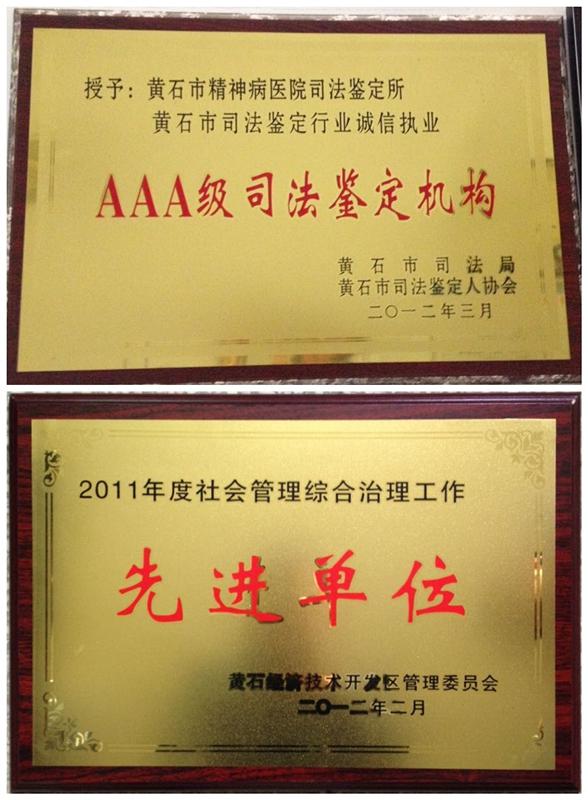 授予：黄石市精神病医院司法鉴定所
黄石市司法鉴定行业诚信执业
AAA级司法鉴定机构
黄石市司法局
黄石市司法鉴定人协会
二〇一二年三月
2011年度社会管理综合治理工作
先进单位
黄石经济技术开发区管理委员会
二〇一二年二月